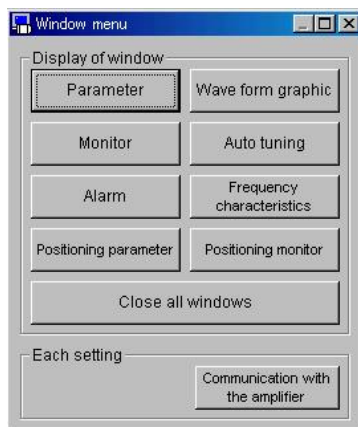 Window menu
Display of window
Parameter
Wave form graphic
Monitor
Auto tuning
Alarm
Frequency
characteristics
Positioning parameter
Positioning monitor
Close all windows
Each setting
Communication with
the amplifier